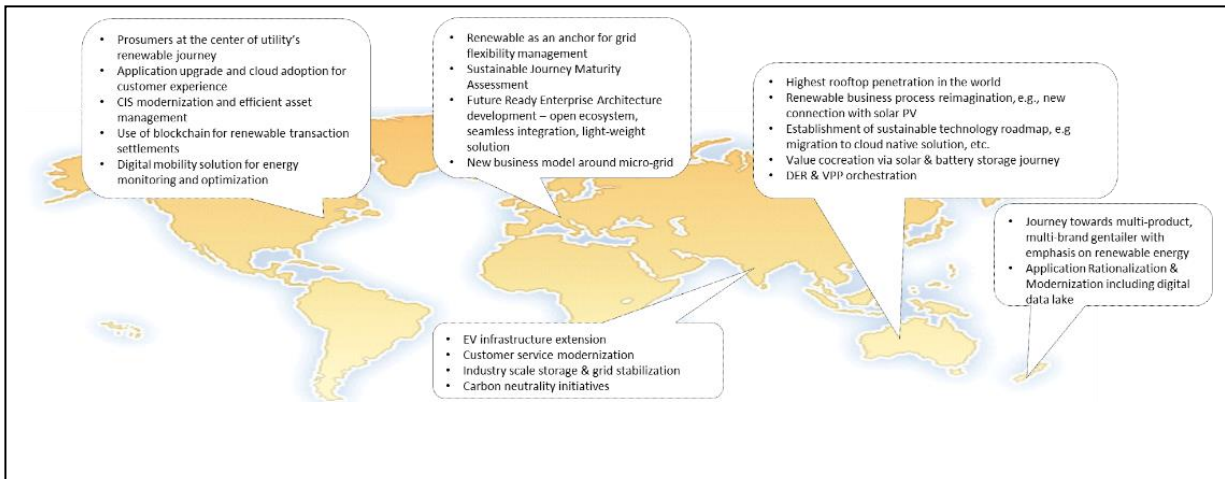 • Prosumers at the center of utility's
renewable journey
• Application upgrade and cloud adoption for
customer experience
• CIS modernization and efficient asset
management
• Use of blockchain for renewable transaction
settlements
• Digital mobility solution for energy
monitoring and optimization
• Renewable as an anchor for grid
flexibility management
• Sustainable Journey Maturity
Assessment
• Future Ready Enterprise Architecture
development – open ecosystem,
seamless integration, light-weight
solution
• New business model around micro-grid
• Highest rooftop penetration in the world
• Renewable business process reimagination, e.g., new
connection with solar PV
• Establishment of sustainable technology roadmap, e.g
migration to cloud native solution, etc.
• Value cocreation via solar & battery storage journey
• DER & VPP orchestration
• Journey towards multi-product,
multi-brand gentailer with
emphasis on renewable energy
• Application Rationalization &
Modernization including digital
data lake
• EV infrastructure extension
• Customer service modernization
• Industry scale storage & grid stabilization
• Carbon neutrality initiatives